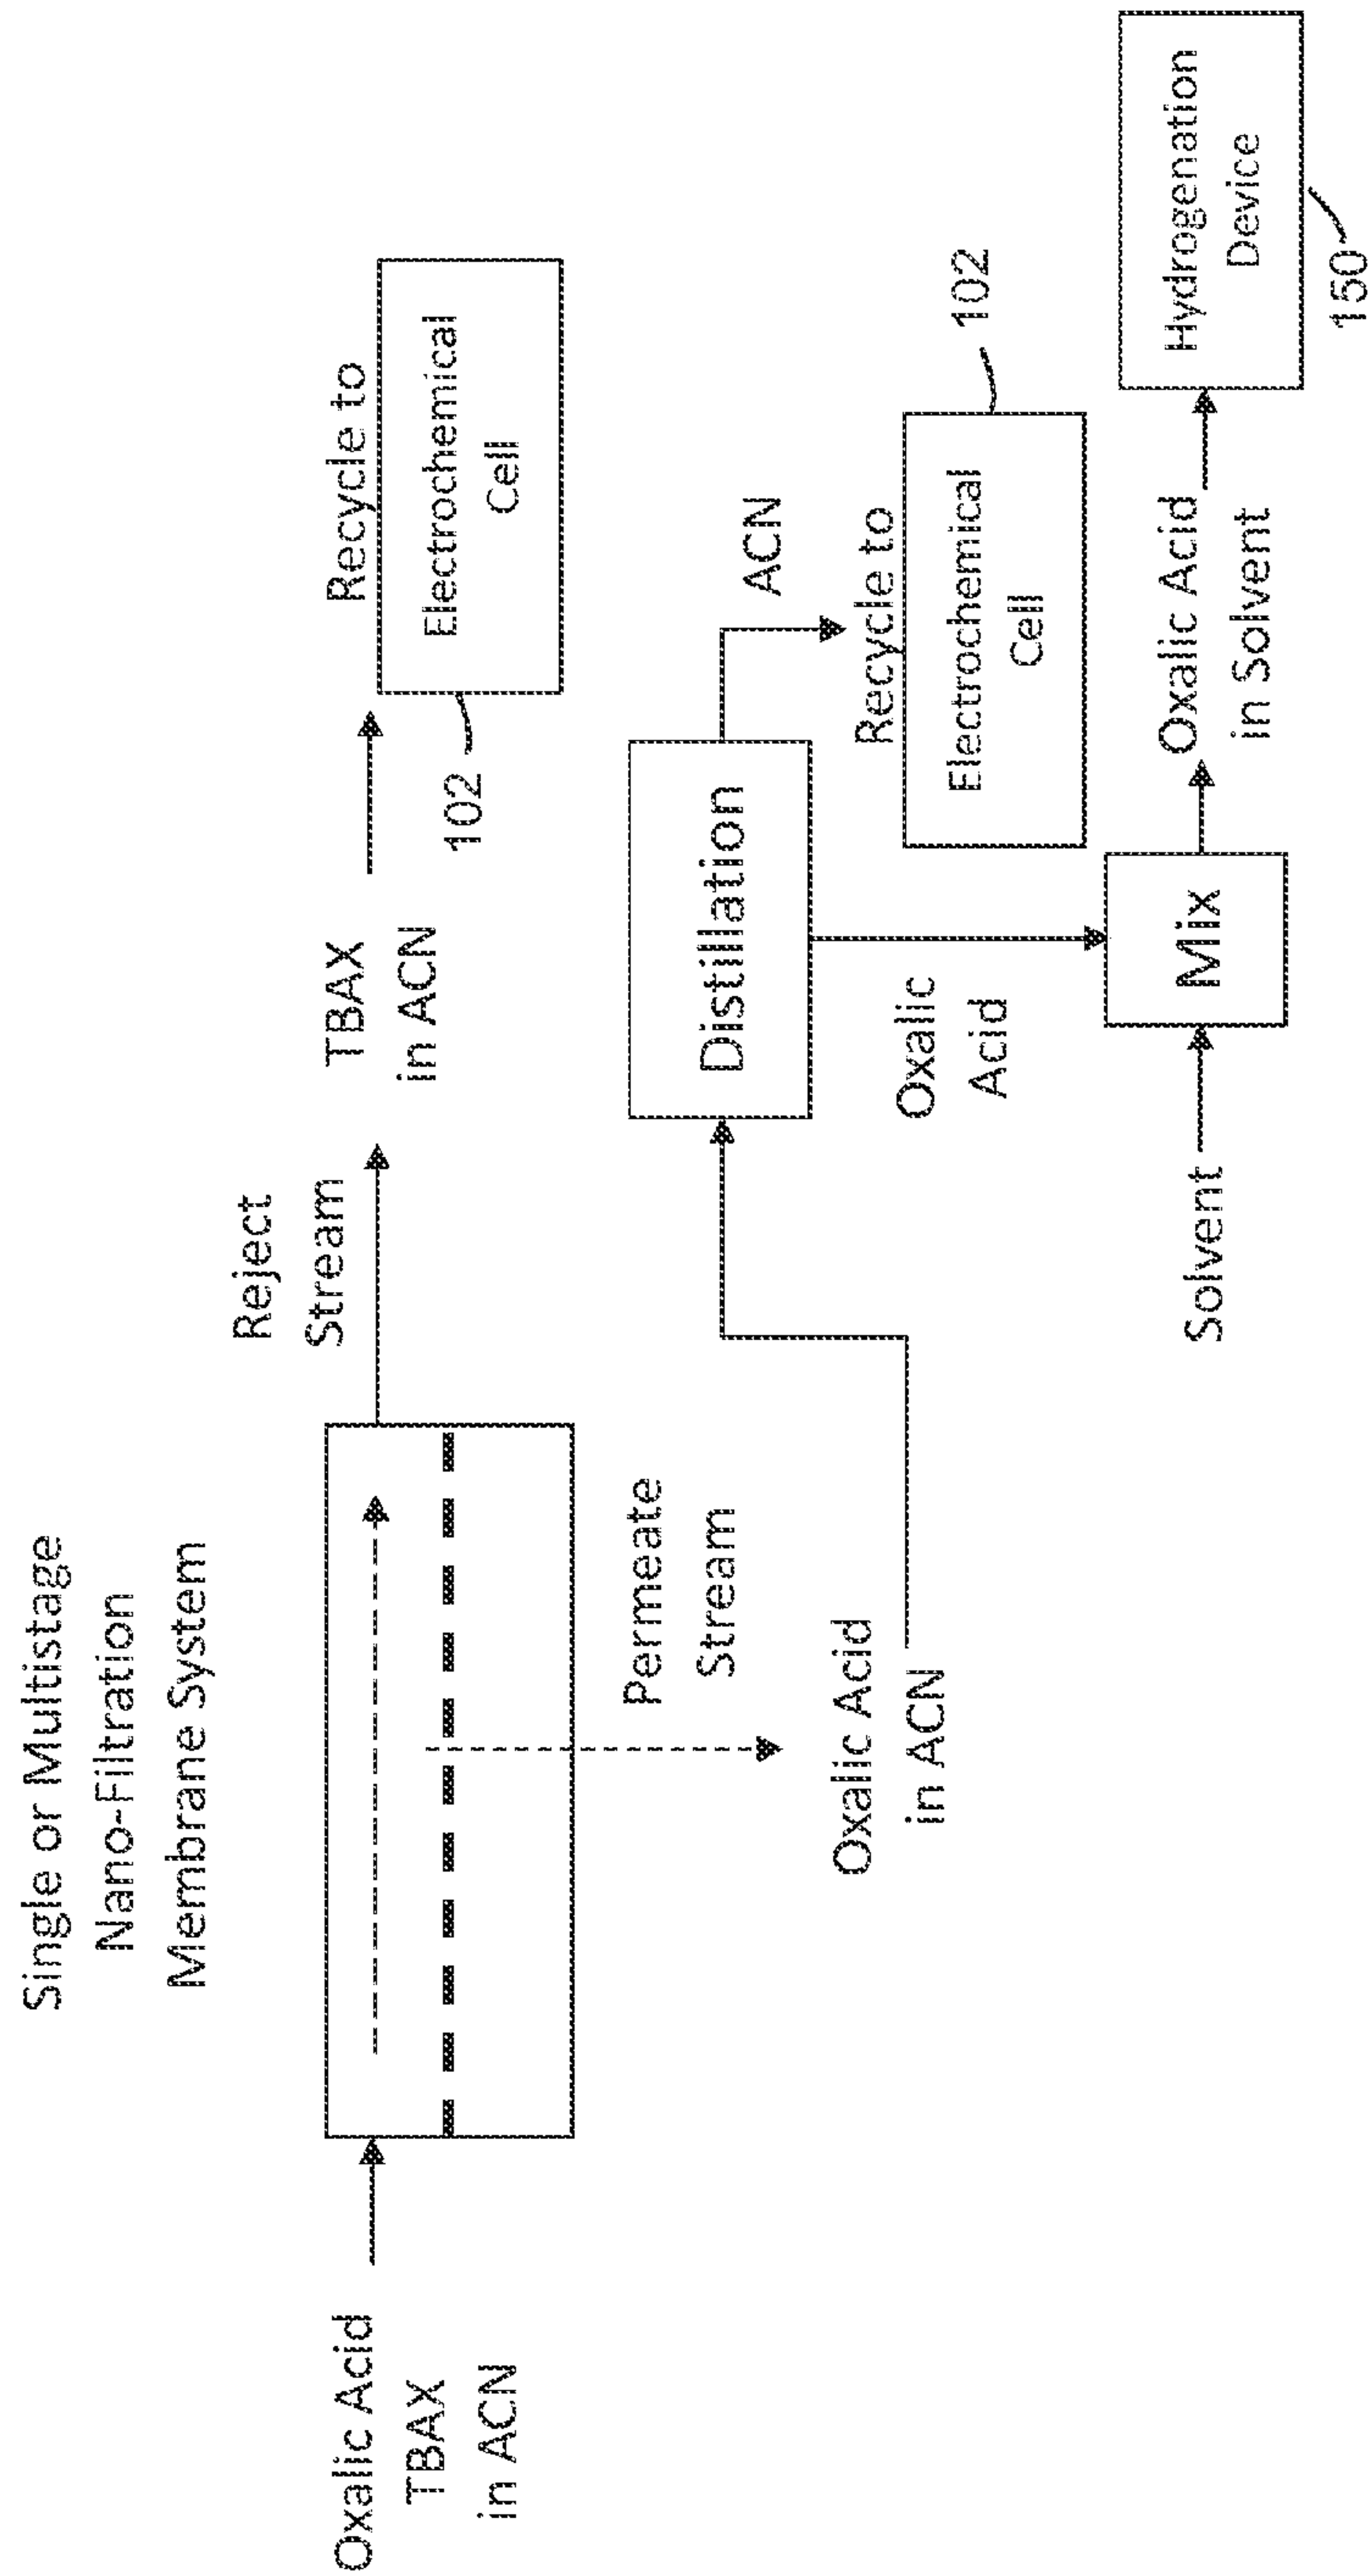 Single or Multistage
Nano-Filtration
Membrane System
Oxalic Acid
TBAX
in ACN
Reject
Stream
TBAX
in ACN
Recycle to
Electrochemical
Cell
102
Permeate
Stream
Oxalic Acid
in ACN
Distillation
ACN
Recycle to
Electrochemical
Cell
102
Oxalic
Acid
Solvent
Mix
Oxalic Acid
in Solvent
Hydrogenation
Device
150